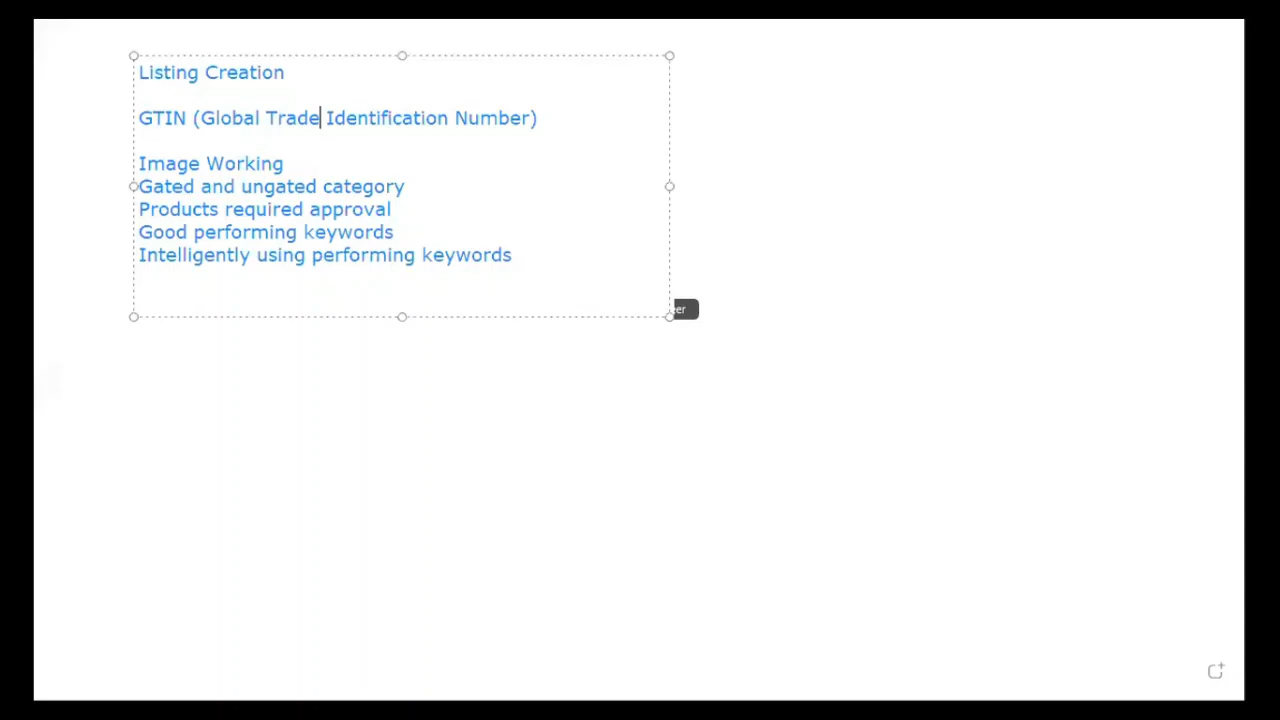 Listing Creation
GTIN (Global Trade Identification Number)
Image Working
Gated and ungated category
Products required approval
Good performing keywords
Intelligently using performing keywords